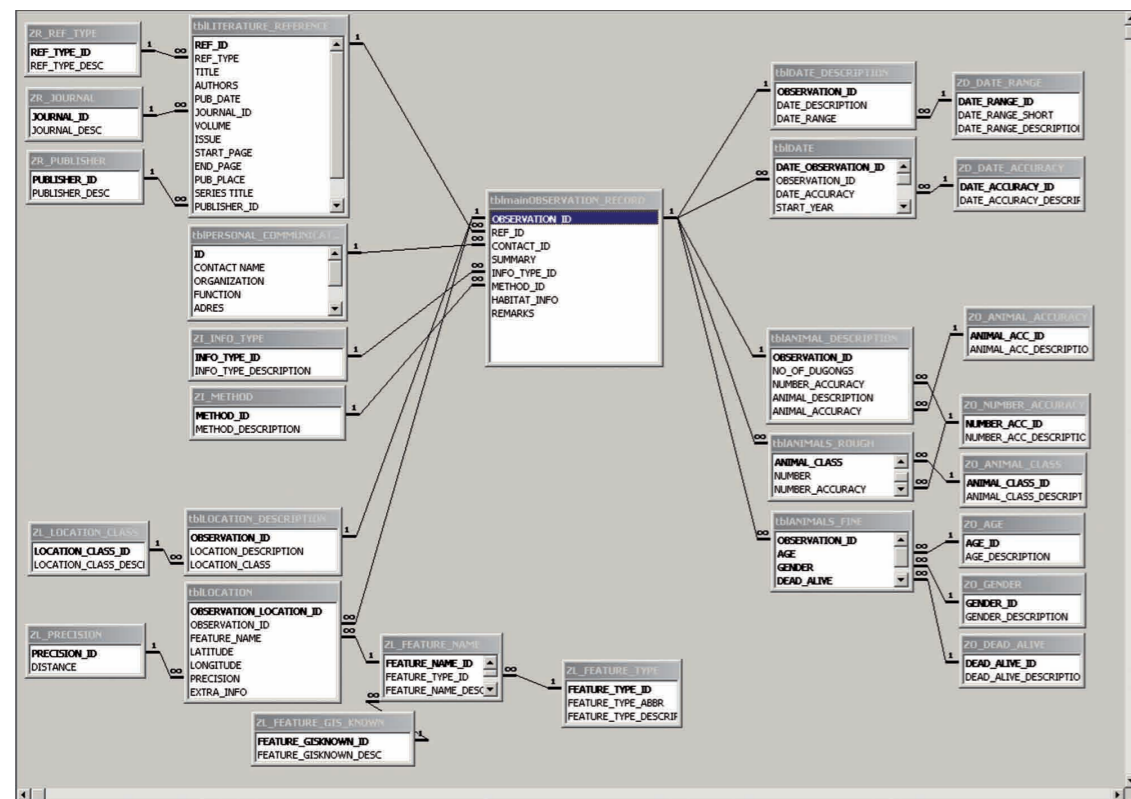 ZR_REF_TYPE
REF_TYPE_ID
REF_TYPE_DESC
ZR_JOURNAL
JOURNAL_ID
JOURNAL_DESC
ZR_PUBLISHER
PUBLISHER_ID
PUBLISHER_DESC
tblLITERATURE_REFERENCE
REF_ID
REF_TYPE
TITLE
AUTHORS
PUB_DATE
JOURNAL_ID
VOLUME
ISSUE
START_PAGE
END_PAGE
PUB_PLACE
SERIES TITLE
PUBLISHER_ID
tblPERSONAL_COMMUNICAT...
ID
CONTACT NAME
ORGANIZATION
FUNCTION
ADRES
ZI_INFO_TYPE
INFO_TYPE_ID
INFO_TYPE_DESCRIPTION
ZI_METHOD
METHOD_ID
METHOD_DESCRIPTION
ZL_LOCATION_CLASS
LOCATION_CLASS_ID
LOCATION_CLASS_DESCI
tblLOCATION_DESCRIPTION
OBSERVATION_ID
LOCATION_DESCRIPTION
LOCATION_CLASS
ZL_PRECISION
PRECISION_ID
DISTANCE
tblLOCATION
OBSERVATION_LOCATION_ID
OBSERVATION_ID
FEATURE_NAME
LATITUDE
LONGITUDE
PRECISION
EXTRA_INFO
ZL_FEATURE_NAME
FEATURE_NAME_ID
FEATURE_TYPE_ID
FEATURE_NAME_DESC
ZL_FEATURE_TYPE
FEATURE_TYPE_ID
FEATURE_TYPE_ABBR
FEATURE_TYPE_DESCRIF
ZL_FEATURE_GIS_KNOWN
FEATURE_GISKNOWN_ID
FEATURE_GISKNOWN_DESC
tblmainOBSERVATION_RECORD
OBSERVATION_ID
REF_ID
CONTACT_ID
SUMMARY
INFO_TYPE_ID
METHOD_ID
HABITAT_INFO
REMARKS
tblDATE_DESCRIPTION
OBSERVATION_ID
DATE_DESCRIPTION
DATE_RANGE
ZD_DATE_RANGE
DATE_RANGE_ID
DATE_RANGE_SHORT
DATE_RANGE_DESCRIPTIOI
tblDATE
DATE_OBSERVATION_ID
OBSERVATION_ID
DATE_ACCURACY
START_YEAR
ZD_DATE_ACCURACY
DATE_ACCURACY_ID
DATE_ACCURACY_DESCRIF
tblANIMAL_DESCRIPTION
OBSERVATION_ID
NO_OF_DUGONGS
NUMBER_ACCURACY
ANIMAL_DESCRIPTION
ANIMAL_ACCURACY
ZO_ANIMAL_ACCURACY
ANIMAL_ACC_ID
ANIMAL_ACC_DESCRIPTIO
ZO_NUMBER_ACCURACY
NUMBER_ACC_ID
NUMBER_ACC_DESCRIPTIC
tblANIMALS_ROUGH
ANIMAL_CLASS
NUMBER
NUMBER_ACCURACY
ZO_ANIMAL_CLASS
ANIMAL_CLASS_ID
ANIMAL_CLASS_DESCRIPT
tblANIMALS_FINE
OBSERVATION_ID
AGE
GENDER
DEAD_ALIVE
ZO_AGE
AGE_ID
AGE_DESCRIPTION
ZO_GENDER
GENDER_ID
GENDER_DESCRIPTION
ZO_DEAD_ALIVE
DEAD_ALIVE_ID
DEAD_ALIVE_DESCRIPTIO